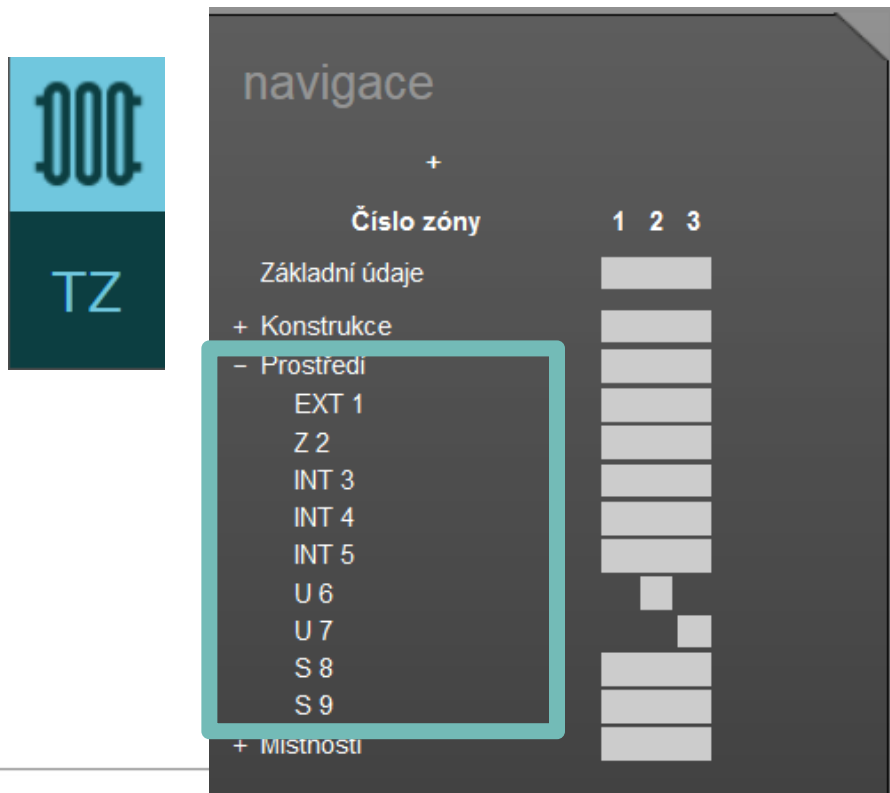 TZ
navigace
+
Číslo zóny 1 2 3
Základní údaje
+ Konstrukce
− Prostředí
EXT 1
Z 2
INT 3
INT 4
INT 5
U 6
U 7
S 8
S 9
+ Místnosti